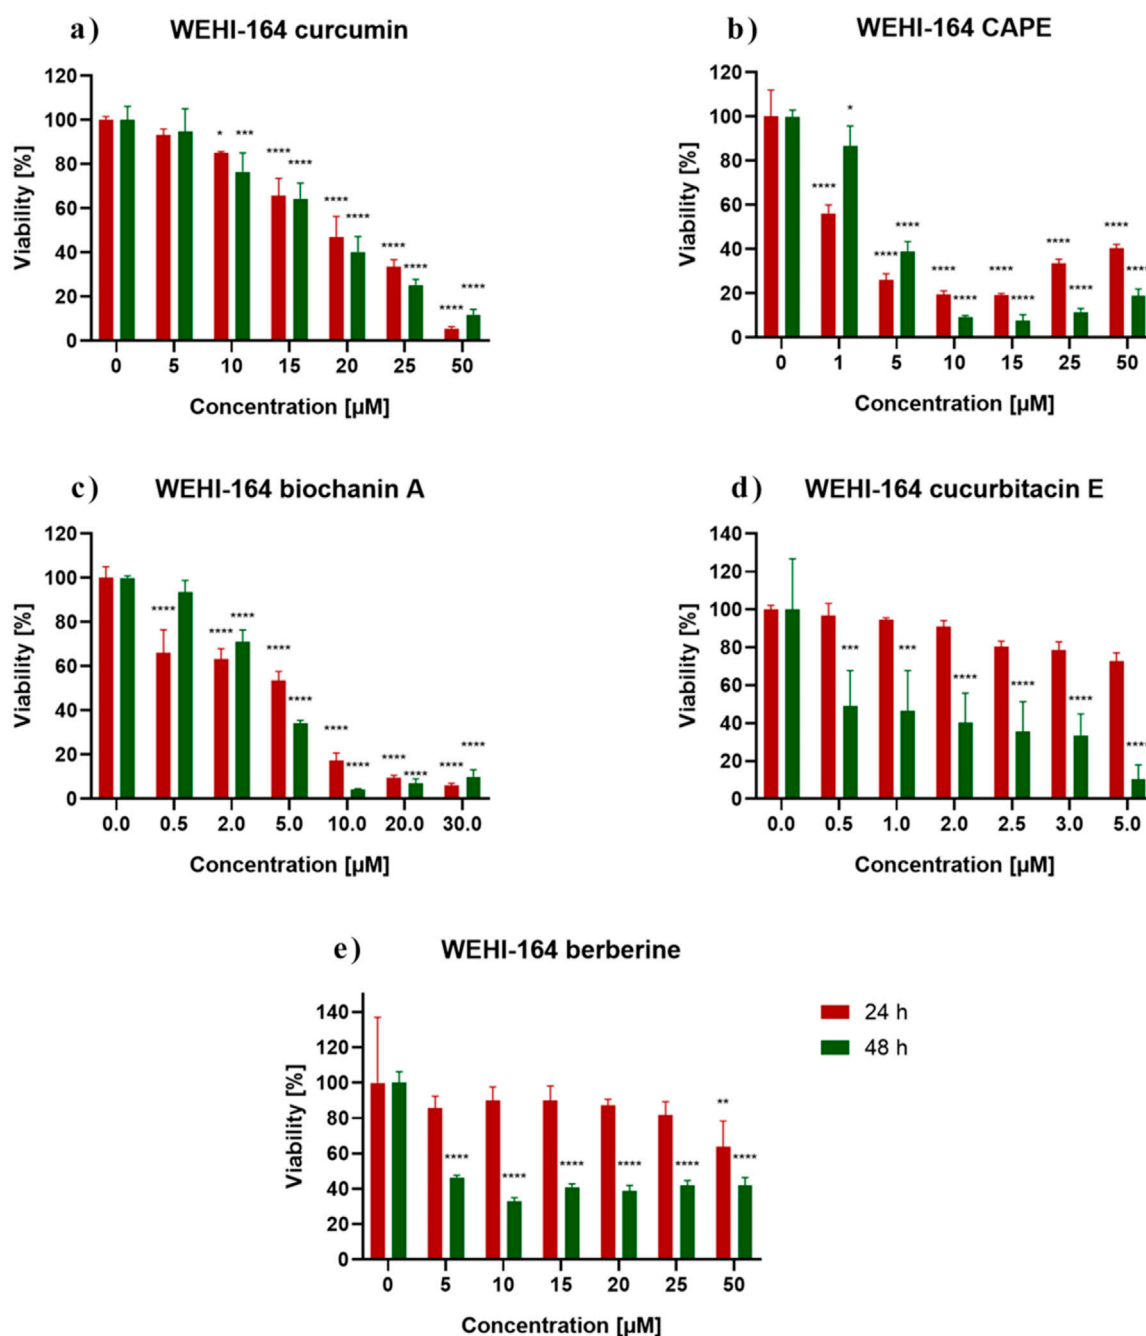 a) WEHI-164 curcumin
120
100
80
60
40
20
0
Viability [%]
* *** **** **** **** **** **** **** **** ****
0 5 10 15 20 25 50
Concentration [µM]
b) WEHI-164 CAPE
120
100
80
60
40
20
0
Viability [%]
**** * **** **** **** **** **** **** **** **** **** ****
0 1 5 10 15 25 50
Concentration [µM]
c) WEHI-164 biochanin A
120
100
80
60
40
20
0
Viability [%]
**** **** **** **** **** **** **** **** **** **** ****
0.0 0.5 2.0 5.0 10.0 20.0 30.0
Concentration [µM]
d) WEHI-164 cucurbitacin E
140
120
100
80
60
40
20
0
Viability [%]
*** *** **** **** **** ****
0.0 0.5 1.0 2.0 2.5 3.0 5.0
Concentration [µM]
e) WEHI-164 berberine
140
120
100
80
60
40
20
0
Viability [%]
**** **** **** **** **** ** ****
0 5 10 15 20 25 50
Concentration [µM]
24 h
48 h